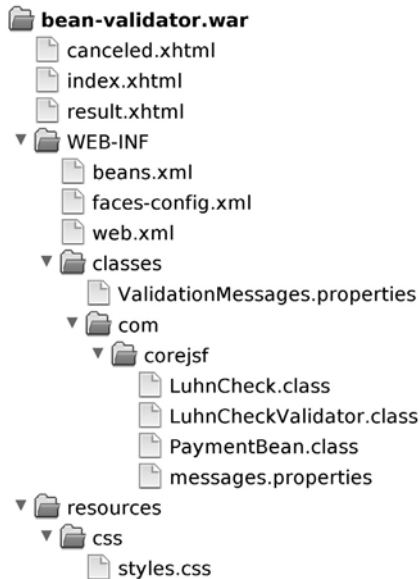 bean-validator.war
canceled.xhtml
index.xhtml
result.xhtml
WEB-INF
beans.xml
faces-config.xml
web.xml
classes
ValidationMessages.properties
com
corejsf
LuhnCheck.class
LuhnCheckValidator.class
PaymentBean.class
messages.properties
resources
css
styles.css